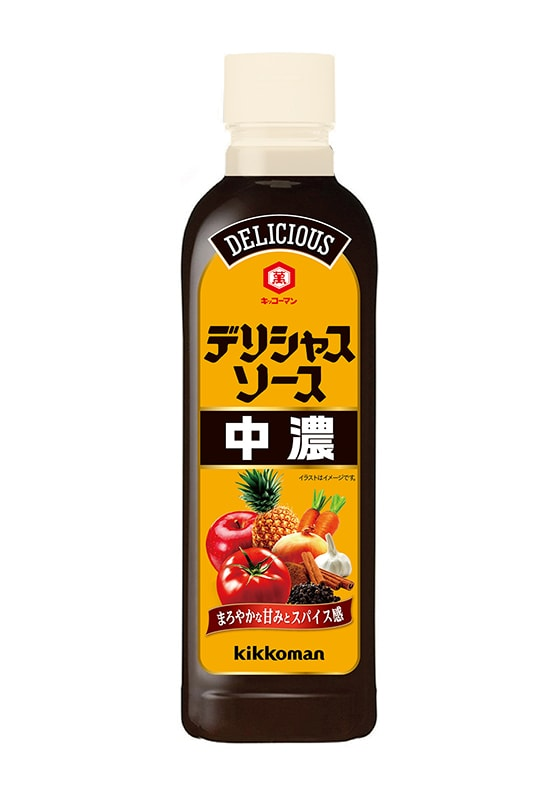 DELICIOUS
萬
キッコーマン
デリシャス
ソース
中濃
イラストはイメージです。
まろやかな甘みとスパイス感
kikkoman